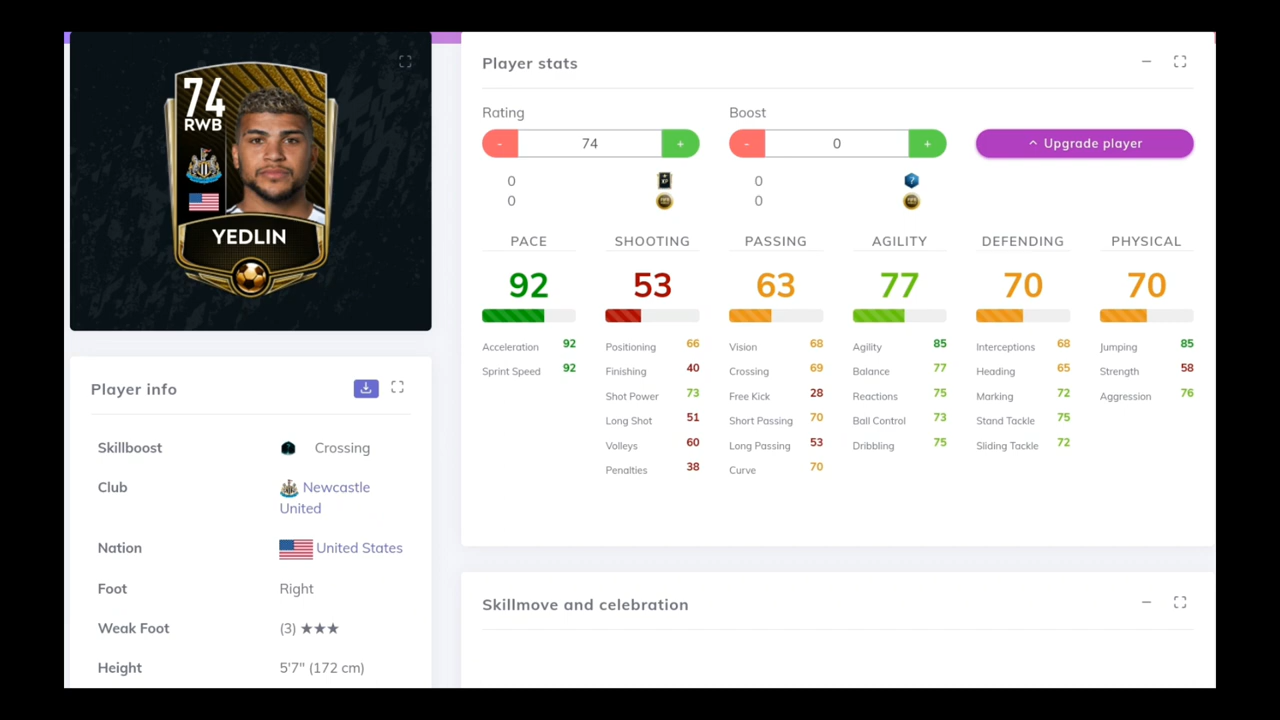 74
RWB
YEDLIN
Player info
Skillboost Crossing
Club Newcastle
United
Nation United States
Foot Right
Weak Foot (3) ★★★
Height 5'7" (172 cm)
Player stats
Rating Boost
- 74 + - 0 + Upgrade player
0 0
0 0
PACE SHOOTING PASSING AGILITY DEFENDING PHYSICAL
92 53 63 77 70 70
Acceleration 92 Positioning 66 Vision 68 Agility 85 Interceptions 68 Jumping 85
Sprint Speed 92 Finishing 40 Crossing 69 Balance 77 Heading 65 Strength 58
Shot Power 73 Free Kick 28 Reactions 75 Marking 72 Aggression 76
Long Shot 51 Short Passing 70 Ball Control 73 Stand Tackle 75
Volleys 60 Long Passing 53 Dribbling 75 Sliding Tackle 72
Penalties 38 Curve 70
Skillmove and celebration